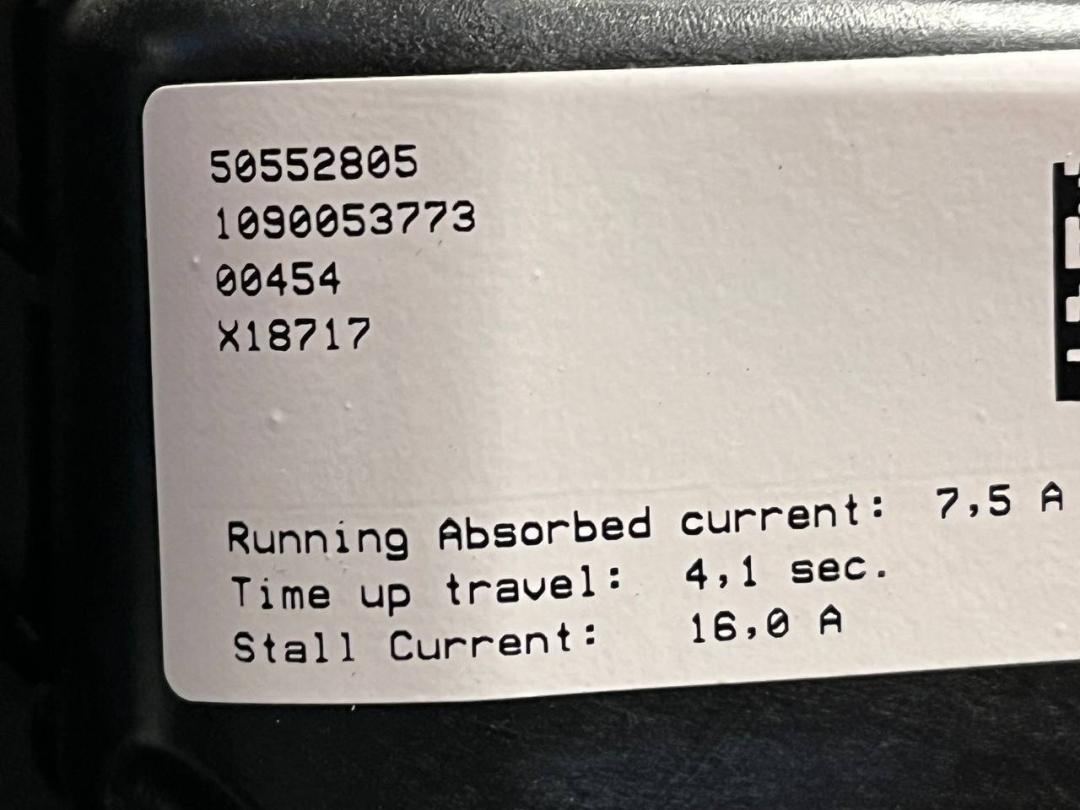 50552805
1090053773
00454
X18717
Running Absorbed current: 7,5 A
Time up travel: 4,1 sec.
Stall Current: 16,0 A